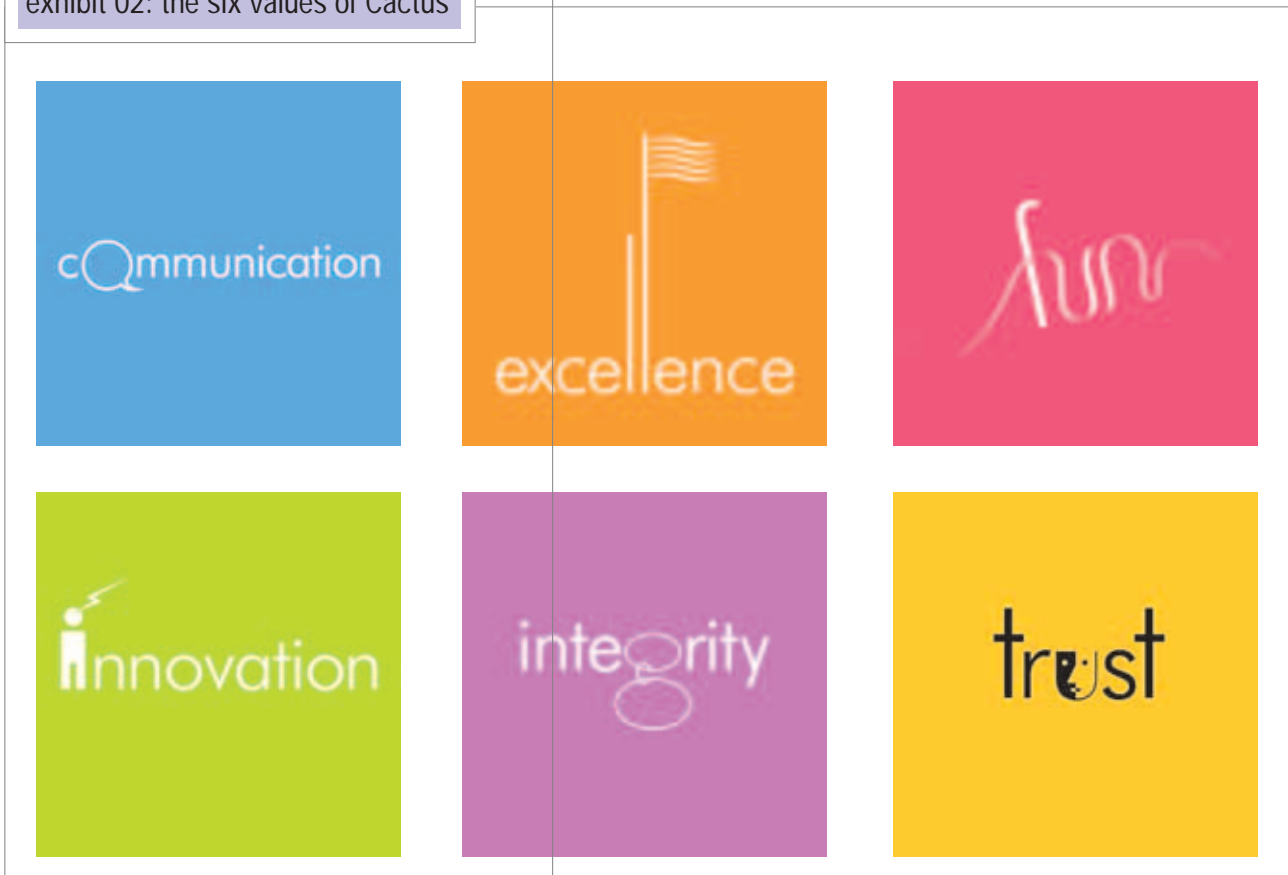 exhibit 02: the six values of Cactus
cOmmunication
excellence
fun
innovation
integrity
trust